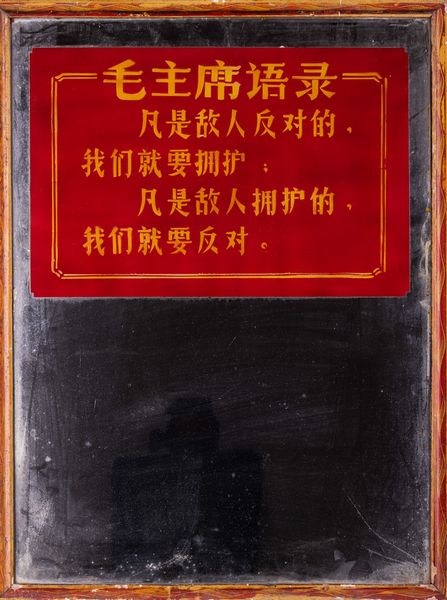 毛主席语录
凡是敌人反对的，
我们就要拥护；
凡是敌人拥护的，
我们就要反对。